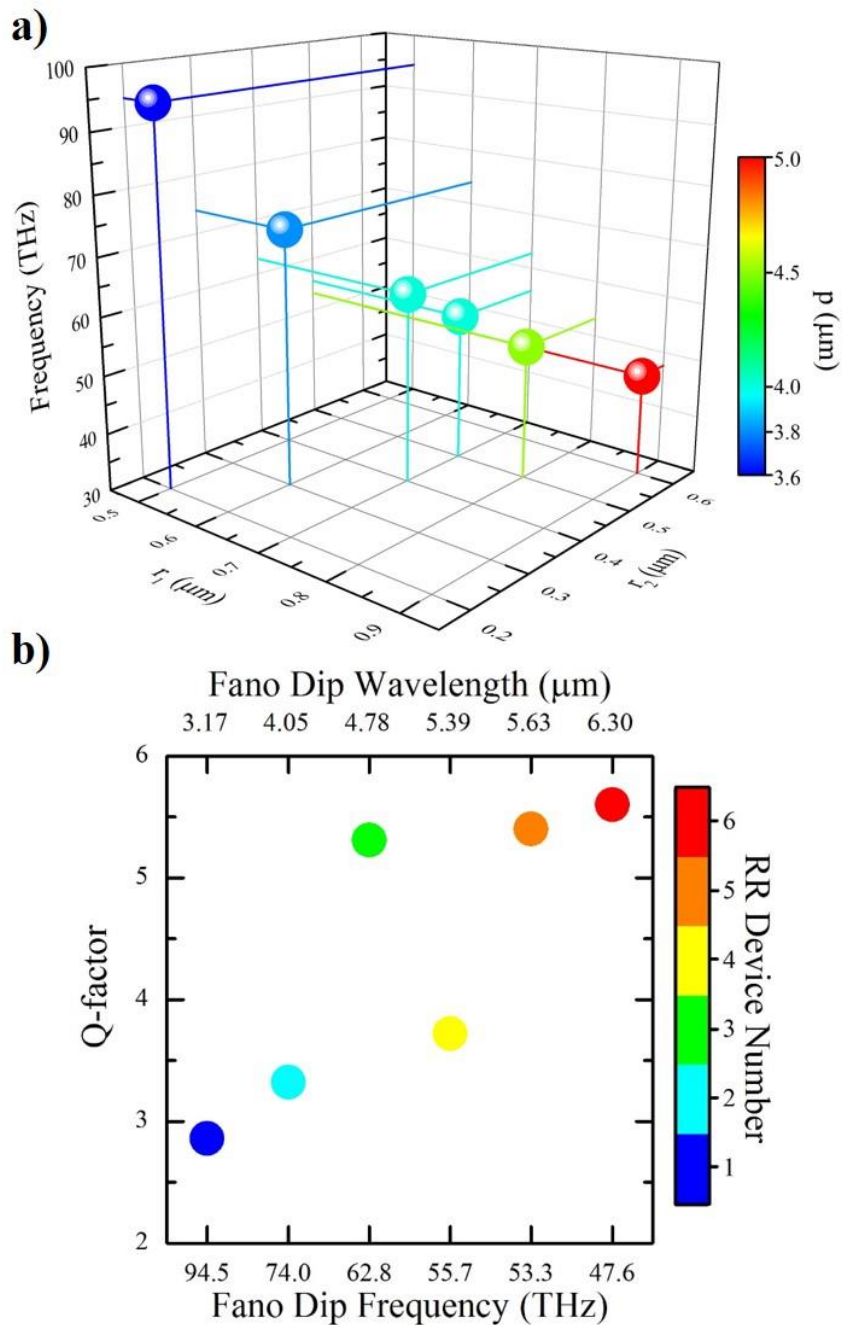 a)
100
90
80
70
60
50
40
30
Frequency (THz)
0.5
0.6
0.7
0.8
0.9
r1 (μm)
0.2
0.3
0.4
0.5
0.6
r2 (μm)
5.0
4.5
4.0
3.8
3.6
p (μm)
b)
Fano Dip Wavelength (μm)
3.17 4.05 4.78 5.39 5.63 6.30
6
5
4
3
2
Q-factor
94.5 74.0 62.8 55.7 53.3 47.6
Fano Dip Frequency (THz)
6
5
4
3
2
1
RR Device Number